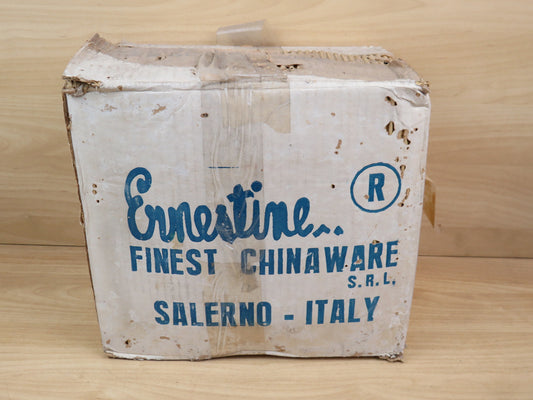 Ernestine..
R
FINEST CHINAWARE
S.R.L.
SALERNO - ITALY